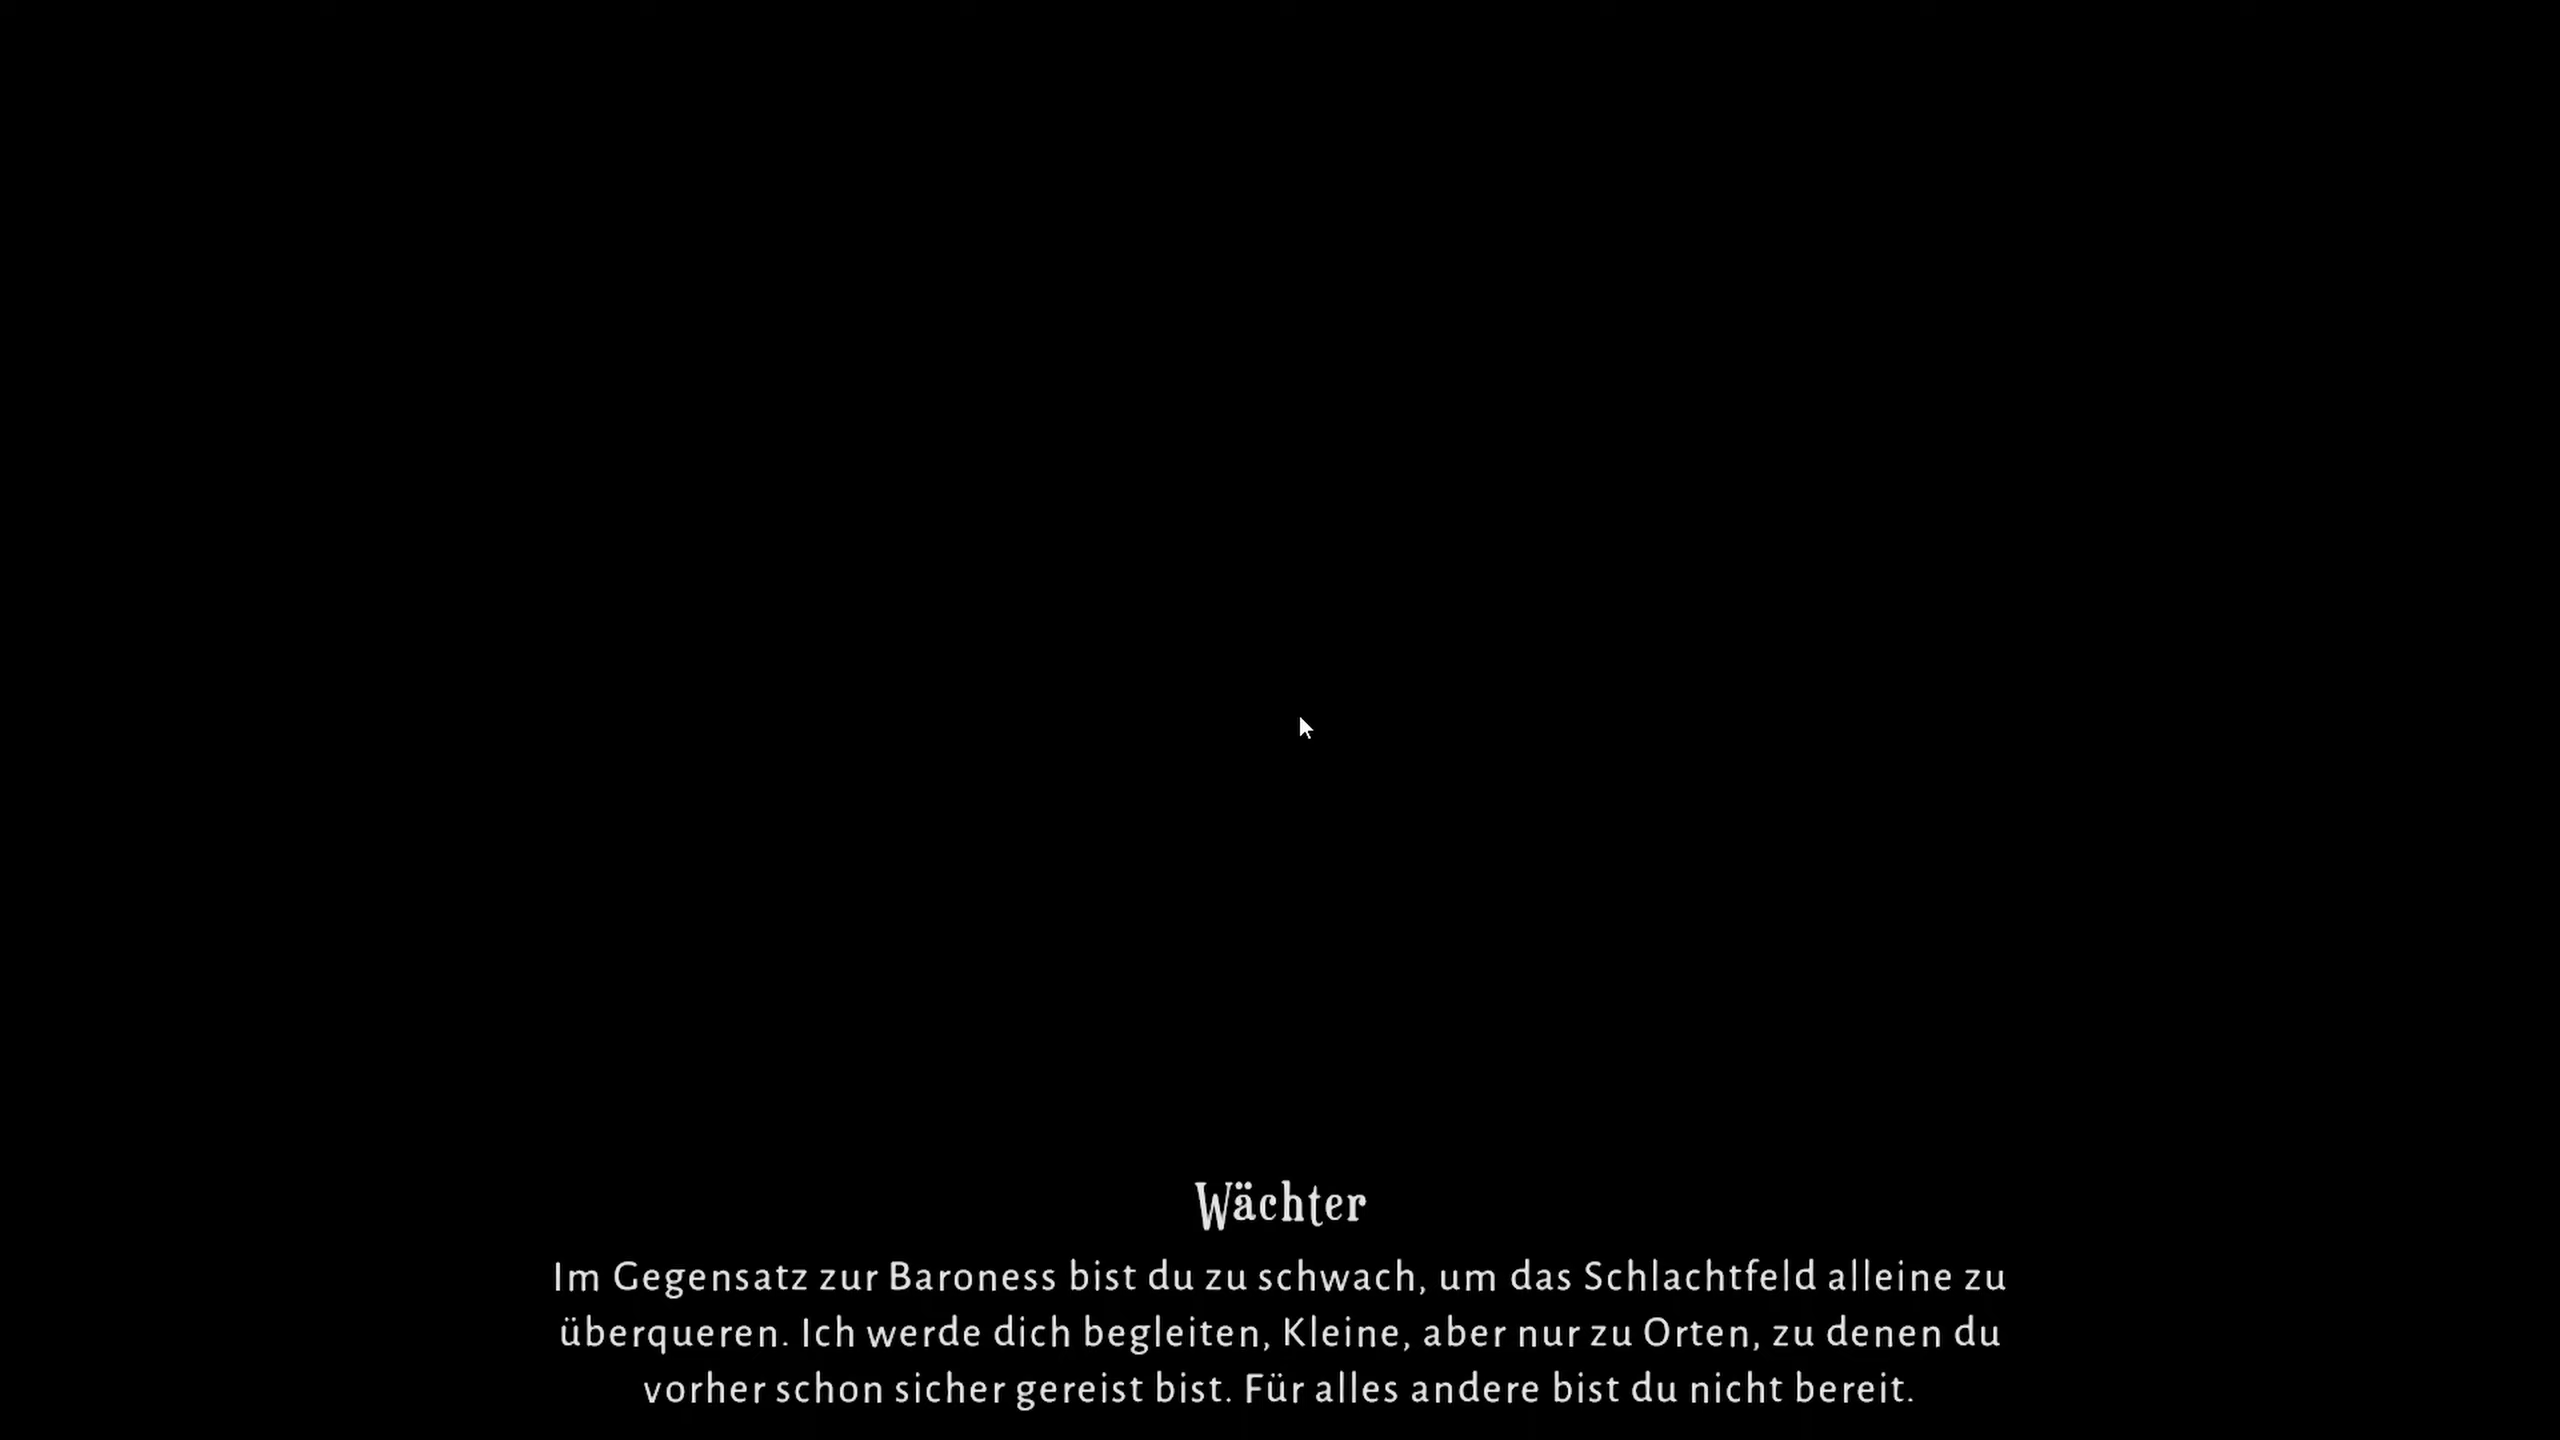 Wächter
Im Gegensatz zur Baroness bist du zu schwach, um das Schlachtfeld alleine zu
überqueren. Ich werde dich begleiten, Kleine, aber nur zu Orten, zu denen du
vorher schon sicher gereist bist. Für alles andere bist du nicht bereit.